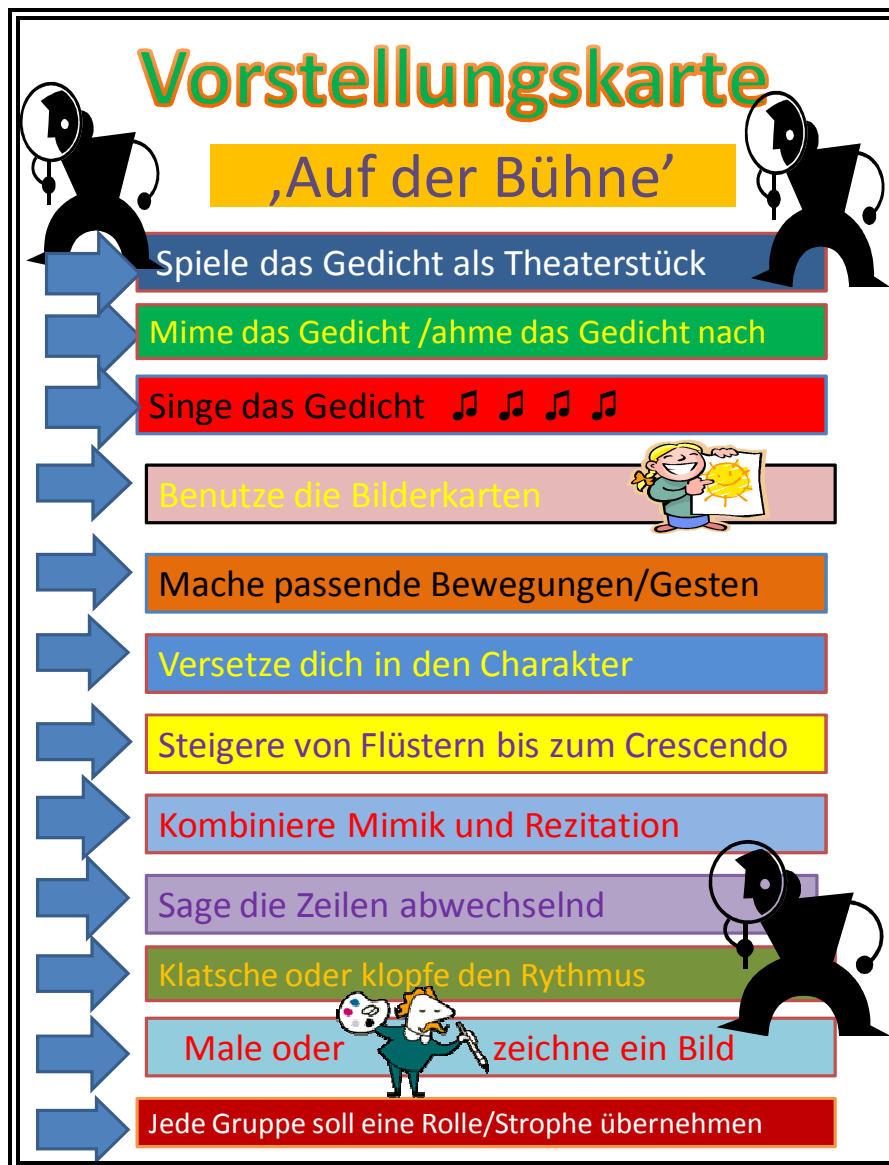 Vorstellungskarte
‚Auf der Bühne’
Spiele das Gedicht als Theaterstück
Mime das Gedicht /ahme das Gedicht nach
Singe das Gedicht ♫ ♫ ♫ ♫
Benutze die Bilderkarten
Mache passende Bewegungen/Gesten
Versetze dich in den Charakter
Steigere von Flüstern bis zum Crescendo
Kombiniere Mimik und Rezitation
Sage die Zeilen abwechselnd
Klatsche oder klopfe den Rythmus
Male oder zeichne ein Bild
Jede Gruppe soll eine Rolle/Strophe übernehmen